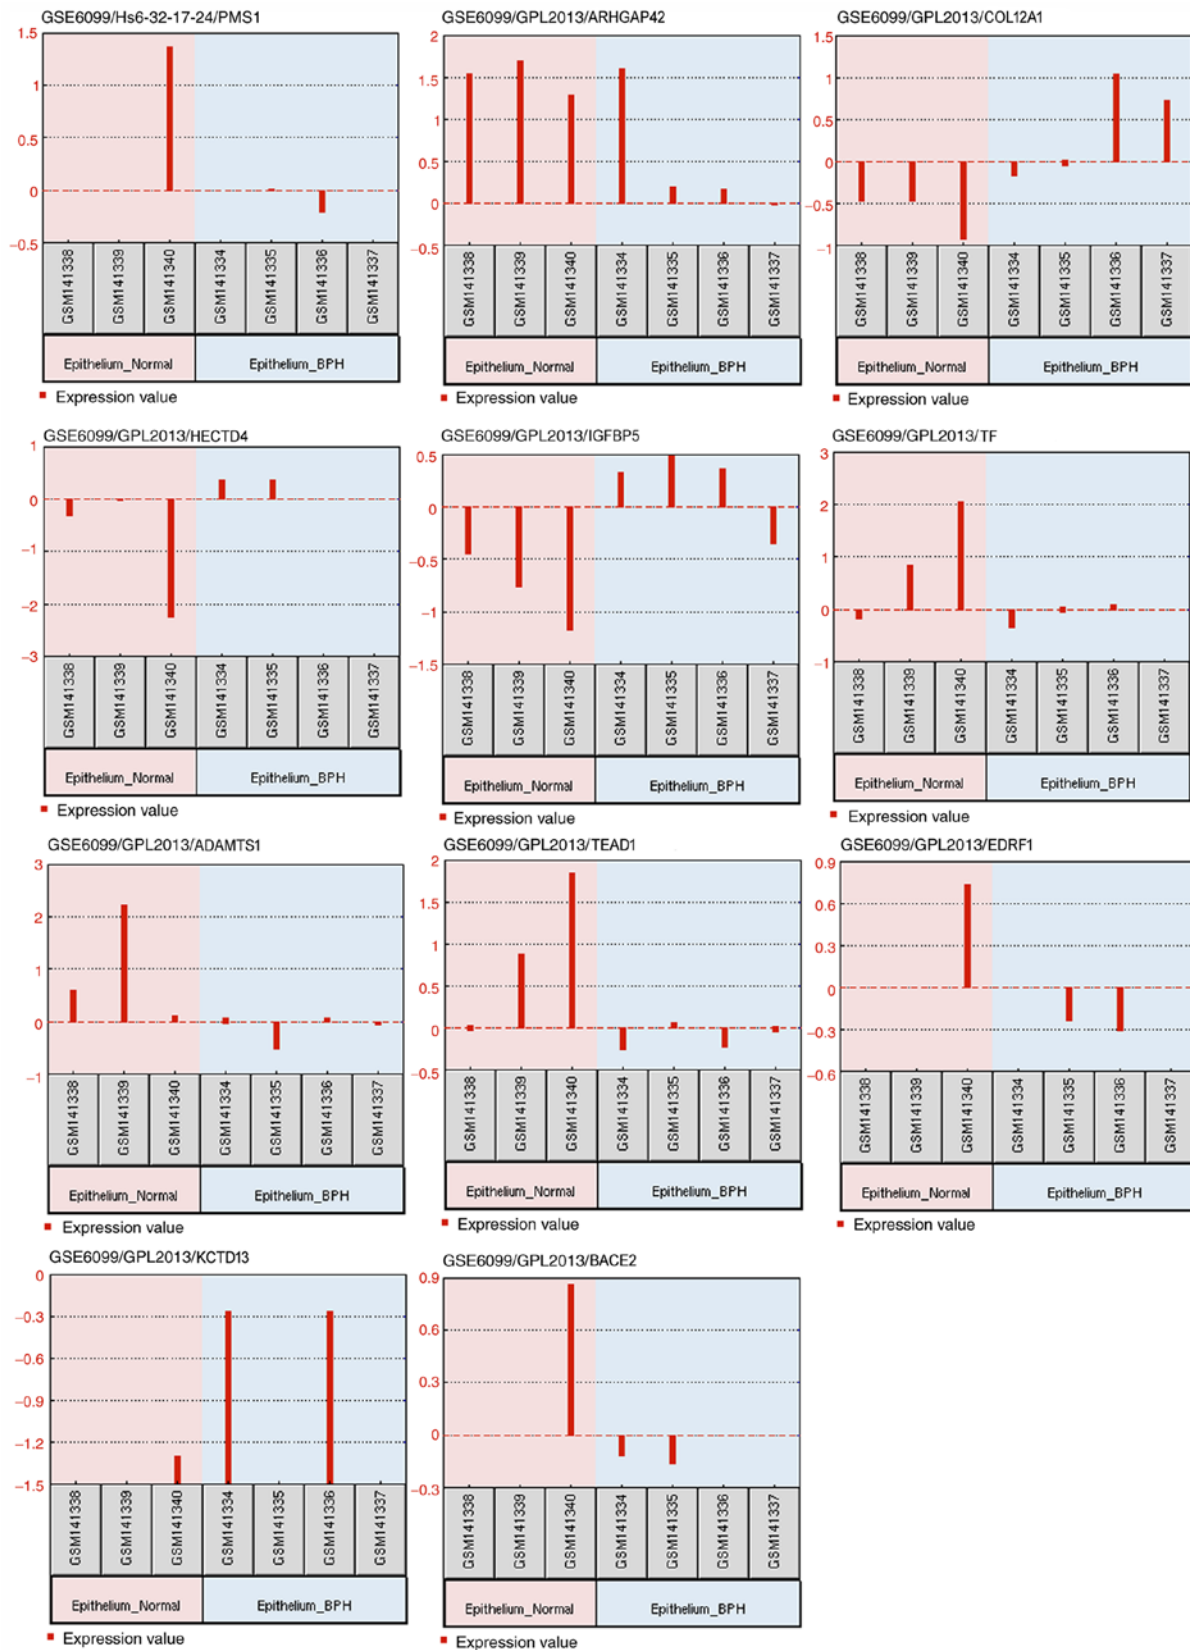 GSE6099/Hs6-32-17-24/PMS1
1.5
1
0.5
0
−0.5
GSM141338
GSM141339
GSM141340
GSM141334
GSM141335
GSM141336
GSM141337
Epithelium_Normal
Epithelium_BPH
Expression value
GSE6099/GPL2013/ARHGAP42
2
1.5
1
0.5
0
−0.5
GSM141338
GSM141339
GSM141340
GSM141334
GSM141335
GSM141336
GSM141337
Epithelium_Normal
Epithelium_BPH
Expression value
GSE6099/GPL2013/COL12A1
1.5
1
0.5
0
−0.5
−1
GSM141338
GSM141339
GSM141340
GSM141334
GSM141335
GSM141336
GSM141337
Epithelium_Normal
Epithelium_BPH
Expression value
GSE6099/GPL2013/HECTD4
1
0
−1
−2
−3
GSM141338
GSM141339
GSM141340
GSM141334
GSM141335
GSM141336
GSM141337
Epithelium_Normal
Epithelium_BPH
Expression value
GSE6099/GPL2013/IGFBP5
0.5
0
−0.5
−1
−1.5
GSM141338
GSM141339
GSM141340
GSM141334
GSM141335
GSM141336
GSM141337
Epithelium_Normal
Epithelium_BPH
Expression value
GSE6099/GPL2013/TF
3
2
1
0
−1
GSM141338
GSM141339
GSM141340
GSM141334
GSM141335
GSM141336
GSM141337
Epithelium_Normal
Epithelium_BPH
Expression value
GSE6099/GPL2013/ADAMTS1
3
2
1
0
−1
GSM141338
GSM141339
GSM141340
GSM141334
GSM141335
GSM141336
GSM141337
Epithelium_Normal
Epithelium_BPH
Expression value
GSE6099/GPL2013/TEAD1
2
1.5
1
0.5
0
−0.5
GSM141338
GSM141339
GSM141340
GSM141334
GSM141335
GSM141336
GSM141337
Epithelium_Normal
Epithelium_BPH
Expression value
GSE6099/GPL2013/EDRF1
0.9
0.6
0.3
0
−0.3
−0.6
GSM141338
GSM141339
GSM141340
GSM141334
GSM141335
GSM141336
GSM141337
Epithelium_Normal
Epithelium_BPH
Expression value
GSE6099/GPL2013/KCTD13
0
−0.3
−0.6
−0.9
−1.2
−1.5
GSM141338
GSM141339
GSM141340
GSM141334
GSM141335
GSM141336
GSM141337
Epithelium_Normal
Epithelium_BPH
Expression value
GSE6099/GPL2013/BACE2
0.9
0.6
0.3
0
−0.3
GSM141338
GSM141339
GSM141340
GSM141334
GSM141335
GSM141336
GSM141337
Epithelium_Normal
Epithelium_BPH
Expression value